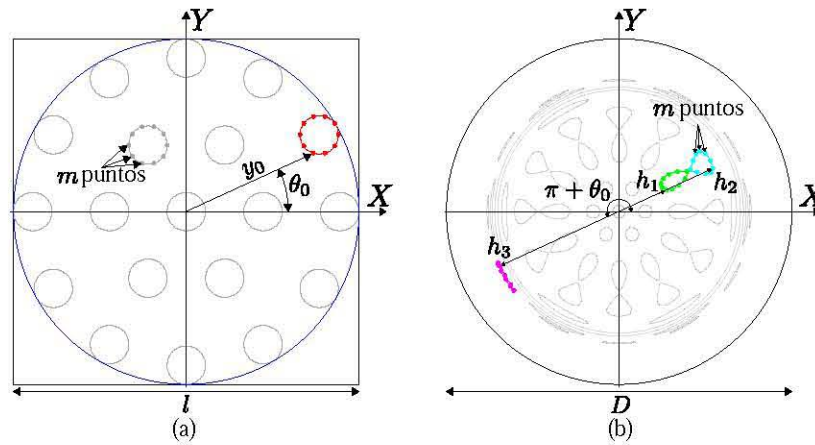 Y
m puntos
y₀
θ₀
X
l
(a)
Y
m puntos
h₁
h₂
π + θ₀
X
h₃
D
(b)